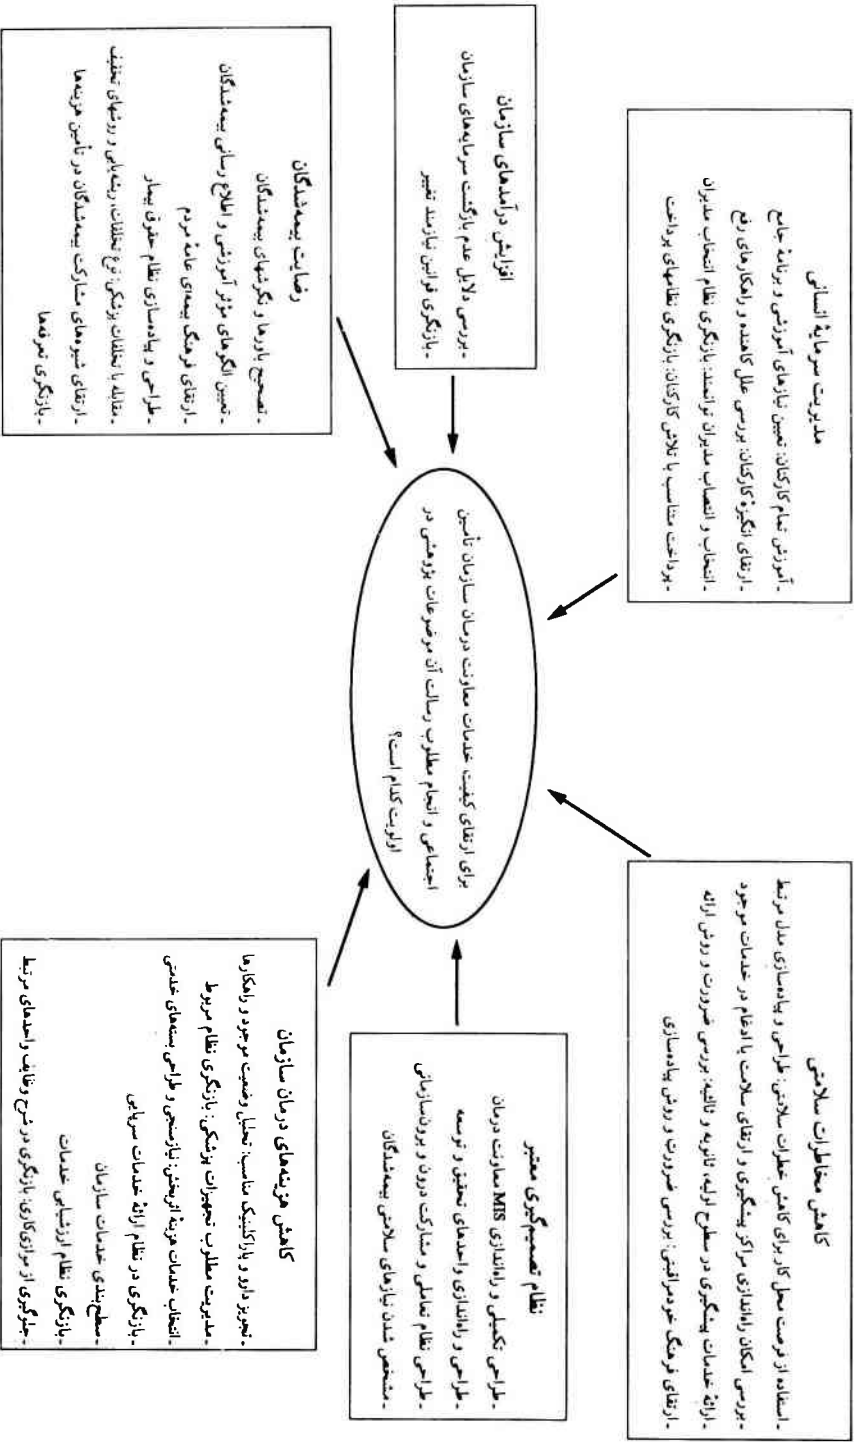 مدیریت سرمایهٔ انسانی
ـ آموزش تمام کارکنان: تعیین نیازهای آموزشی و برنامهٔ جامع
ـ ارتقای انگیزهٔ کارکنان: بررسی علل کاهنده و راهکارهای رفع
ـ انتخاب و انتصاب مدیران توانمند: بازنگری نظام انتخاب مدیران
ـ پرداخت متناسب با تلاش کارکنان: بازنگری نظامهای پرداخت
کاهش مخاطرات سلامتی
ـ استفاده از فرصت محل کار برای کاهش خطرات سلامتی: طراحی و پیاده‌سازی مدل مرتبط
ـ بررسی امکان راه‌اندازی مراکز پیشگیری و ارتقای سلامت با ادغام در خدمات موجود
ـ ارائهٔ خدمات پیشگیری در سطوح اولیه، ثانویه و ثالثیه: بررسی ضرورت و روش ارائه
ـ ارتقای فرهنگ خودمراقبتی: بررسی ضرورت و روش پیاده‌سازی
افزایش درآمدهای سازمان
ـ بررسی دلایل عدم بازگشت سرمایه‌های سازمان
ـ بازنگری قوانین نیازمند تغییر
برای ارتقای کیفیت خدمات معاونت درمان سازمان تأمین
اجتماعی و انجام مطلوب رسالت آن موضوعات پژوهشی در
اولویت کدام است؟
نظام تصمیم‌گیری معتبر
ـ طراحی تکمیلی و راه‌اندازی MIS معاونت درمان
ـ طراحی و راه‌اندازی واحدهای تحقیق و توسعه
ـ طراحی نظام تعاملی و مشارکت درون و برون‌سازمانی
ـ مشخص شدن نیازهای سلامتی بیمه‌شدگان
رضایت بیمه‌شدگان
ـ تصحیح باورها و نگرشهای بیمه‌شدگان
ـ تعیین الگوهای مؤثر آموزشی و اطلاع رسانی بیمه‌شدگان
ـ ارتقای فرهنگ بیمه‌ای عامهٔ مردم
ـ طراحی و پیاده‌سازی نظام حقوق بیمار
ـ مقابله با تخلفات پزشکی: نوع تخلفات، ریشه‌یابی و روشهای تخفیف
ـ ارتقای شیوه‌های مشارکت بیمه‌شدگان در تأمین هزینه‌ها
ـ بازنگری تعرفه‌ها
کاهش هزینه‌های درمان سازمان
ـ تجویز دارو و پاراکلینیک مناسب: تحلیل وضعیت موجود و راهکارها
ـ مدیریت مطلوب تجهیزات پزشکی: بازنگری نظام مربوط
ـ انتخاب خدمات هزینهٔ اثربخش: نیازسنجی و طراحی بسته‌های خدمتی
ـ بازنگری در نظام ارائهٔ خدمات سرپایی
ـ سطح‌بندی خدمات سازمان
ـ بازنگری نظام ارزشیابی خدمات
ـ جلوگیری از موازی‌کاری: بازنگری در شرح وظایف واحدهای مرتبط